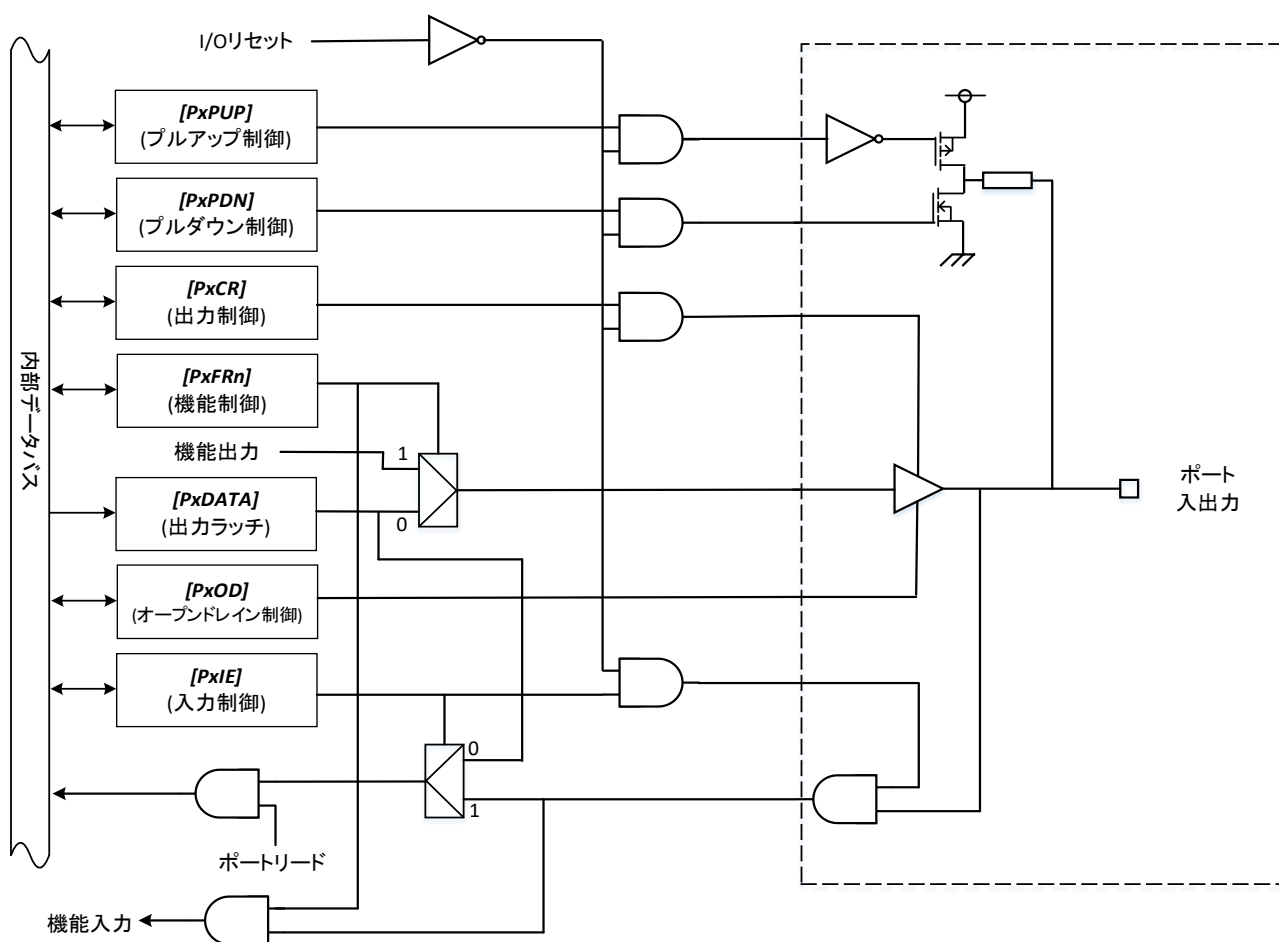 I/Oリセット
[PxPUP]
(プルアップ制御)
[PxPDN]
(プルダウン制御)
[PxCR]
(出力制御)
[PxFRn]
(機能制御)
内部データバス
機能出力
1
0
[PxDATA]
(出力ラッチ)
ポート
入出力
[PxOD]
(オープンドレイン制御)
[PxIE]
(入力制御)
0
1
ポートリード
機能入力